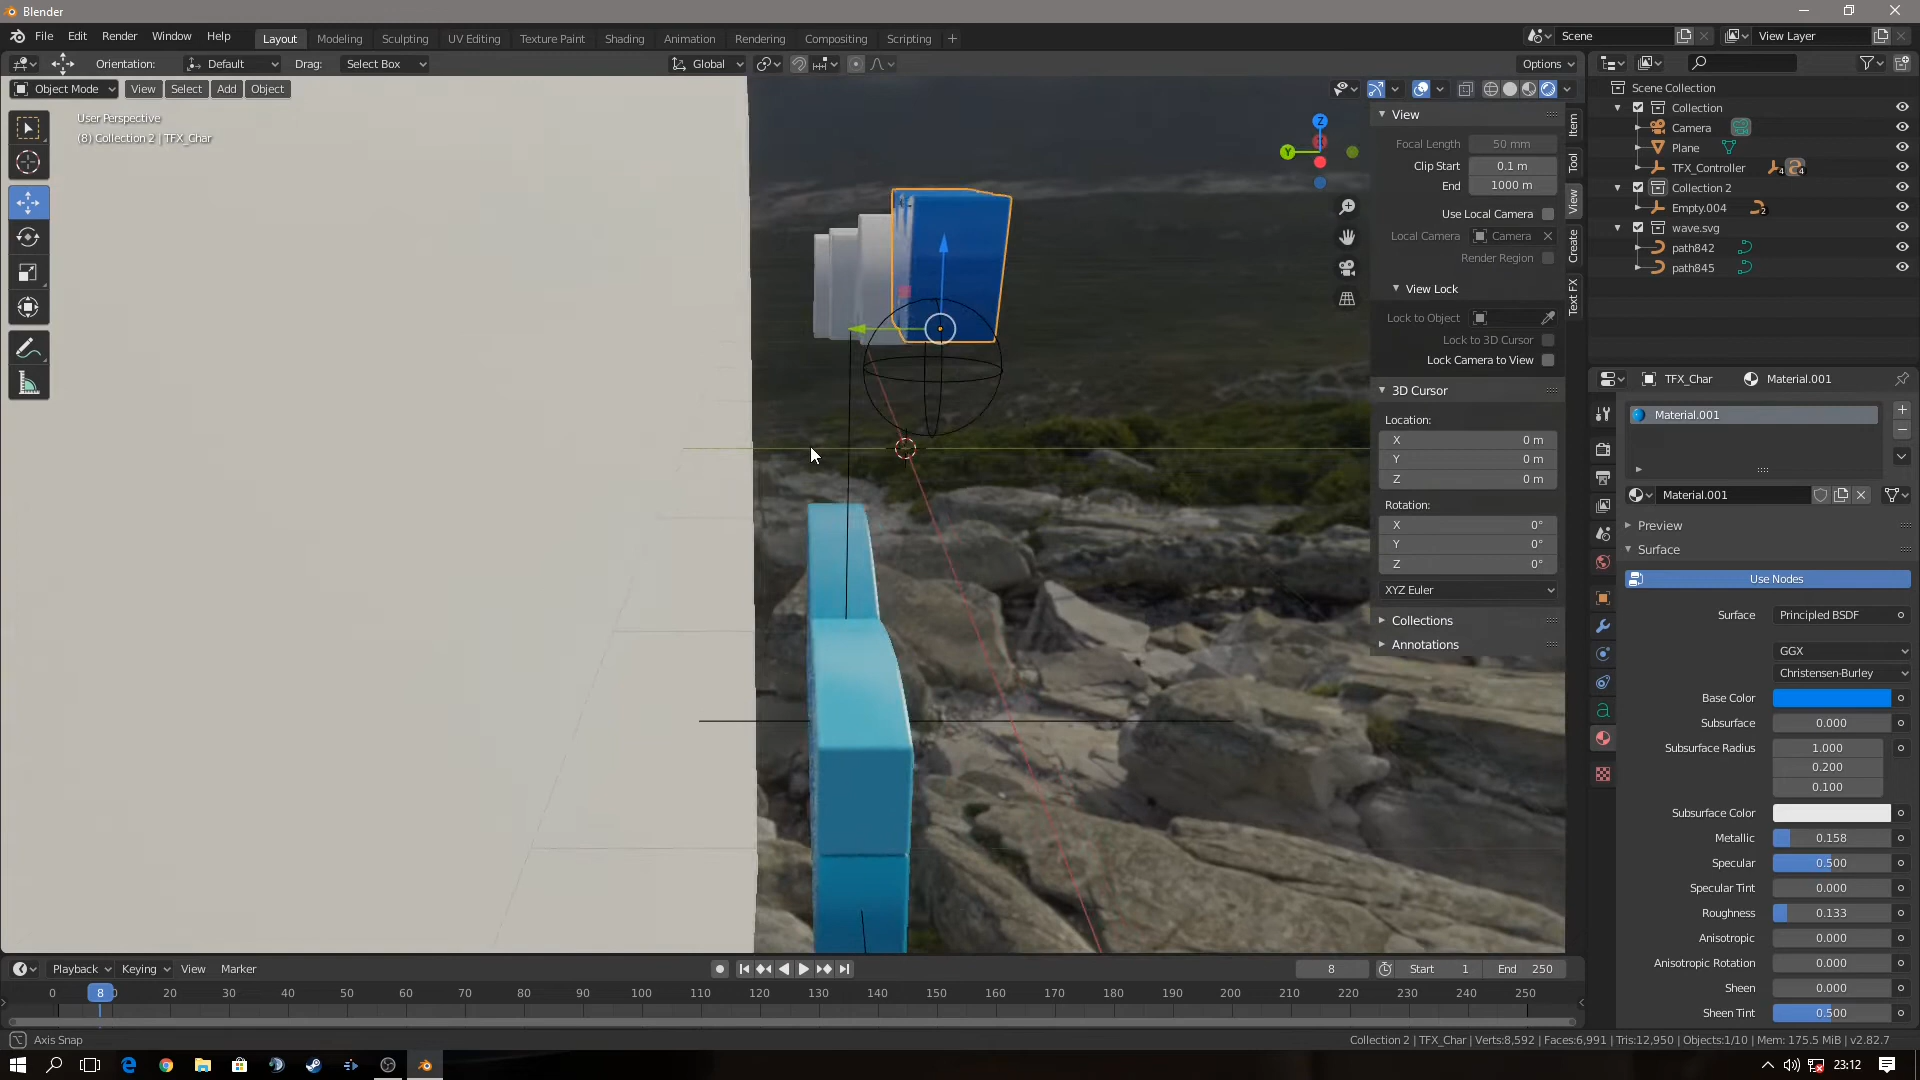 Blender
File Edit Render Window Help
Layout Modeling Sculpting UV Editing Texture Paint Shading Animation Rendering Compositing Scripting +
Scene
View Layer
Orientation: Default Drag: Select Box Global Options
Object Mode View Select Add Object
User Perspective
(8) Collection 2 | TFX_Char
Z
Y
View
Focal Length 50 mm
Clip Start 0.1 m
End 1000 m
Use Local Camera
Local Camera Camera
Render Region
View Lock
Lock to Object
Lock to 3D Cursor
Lock Camera to View
3D Cursor
Location:
X 0 m
Y 0 m
Z 0 m
Rotation:
X 0°
Y 0°
Z 0°
XYZ Euler
Collections
Annotations
Item
Tool
View
Create
Text FX
Scene Collection
Collection
Camera
Plane
TFX_Controller 4 4
Collection 2
Empty.004 2
wave.svg
path842
path845
TFX_Char Material.001
Material.001
Material.001
Preview
Surface
Use Nodes
Surface Principled BSDF
GGX
Christensen-Burley
Base Color
Subsurface 0.000
Subsurface Radius 1.000
0.200
0.100
Subsurface Color
Metallic 0.158
Specular 0.500
Specular Tint 0.000
Roughness 0.133
Anisotropic 0.000
Anisotropic Rotation 0.000
Sheen 0.000
Sheen Tint 0.500
Playback Keying View Marker 8 Start 1 End 250
0 8 20 30 40 50 60 70 80 90 100 110 120 130 140 150 160 170 180 190 200 210 220 230 240 250
Axis Snap
Collection 2 | TFX_Char | Verts:8,592 | Faces:6,991 | Tris:12,950 | Objects:1/10 | Mem: 175.5 MiB | v2.82.7
23:12